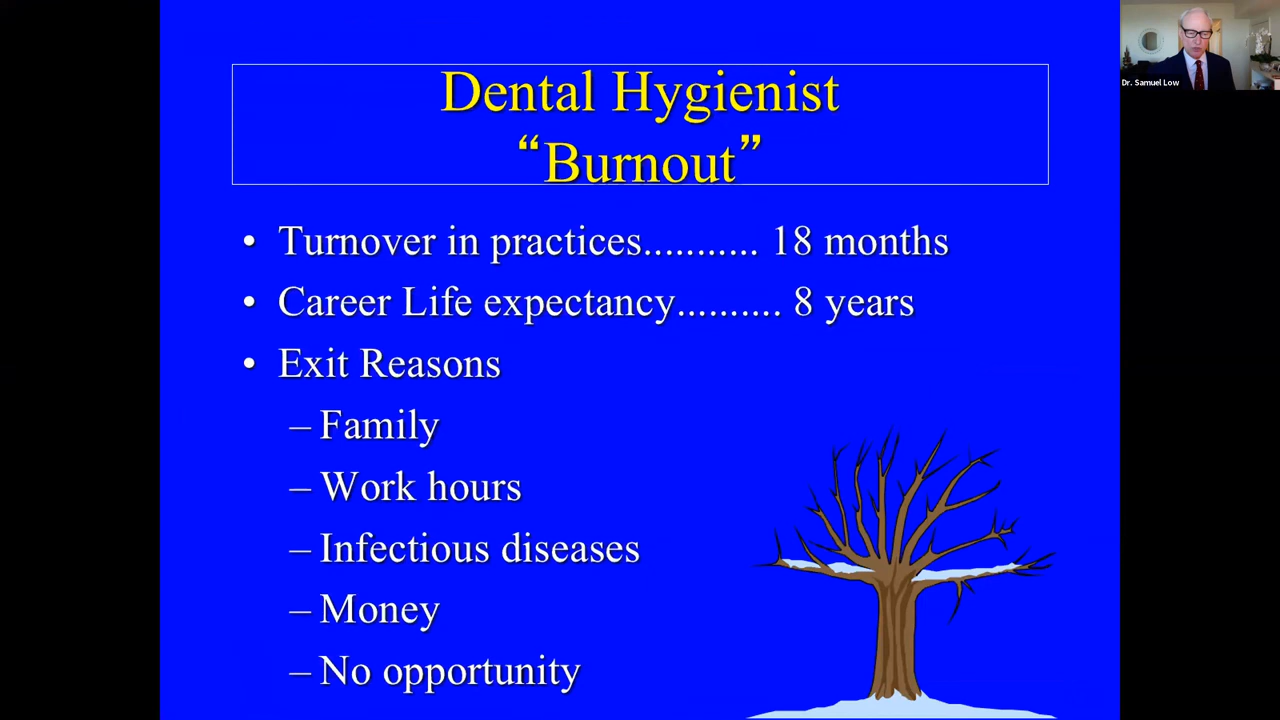 Dental Hygienist
“Burnout”
• Turnover in practices........... 18 months
• Career Life expectancy.......... 8 years
• Exit Reasons
– Family
– Work hours
– Infectious diseases
– Money
– No opportunity
Dr. Samuel Low